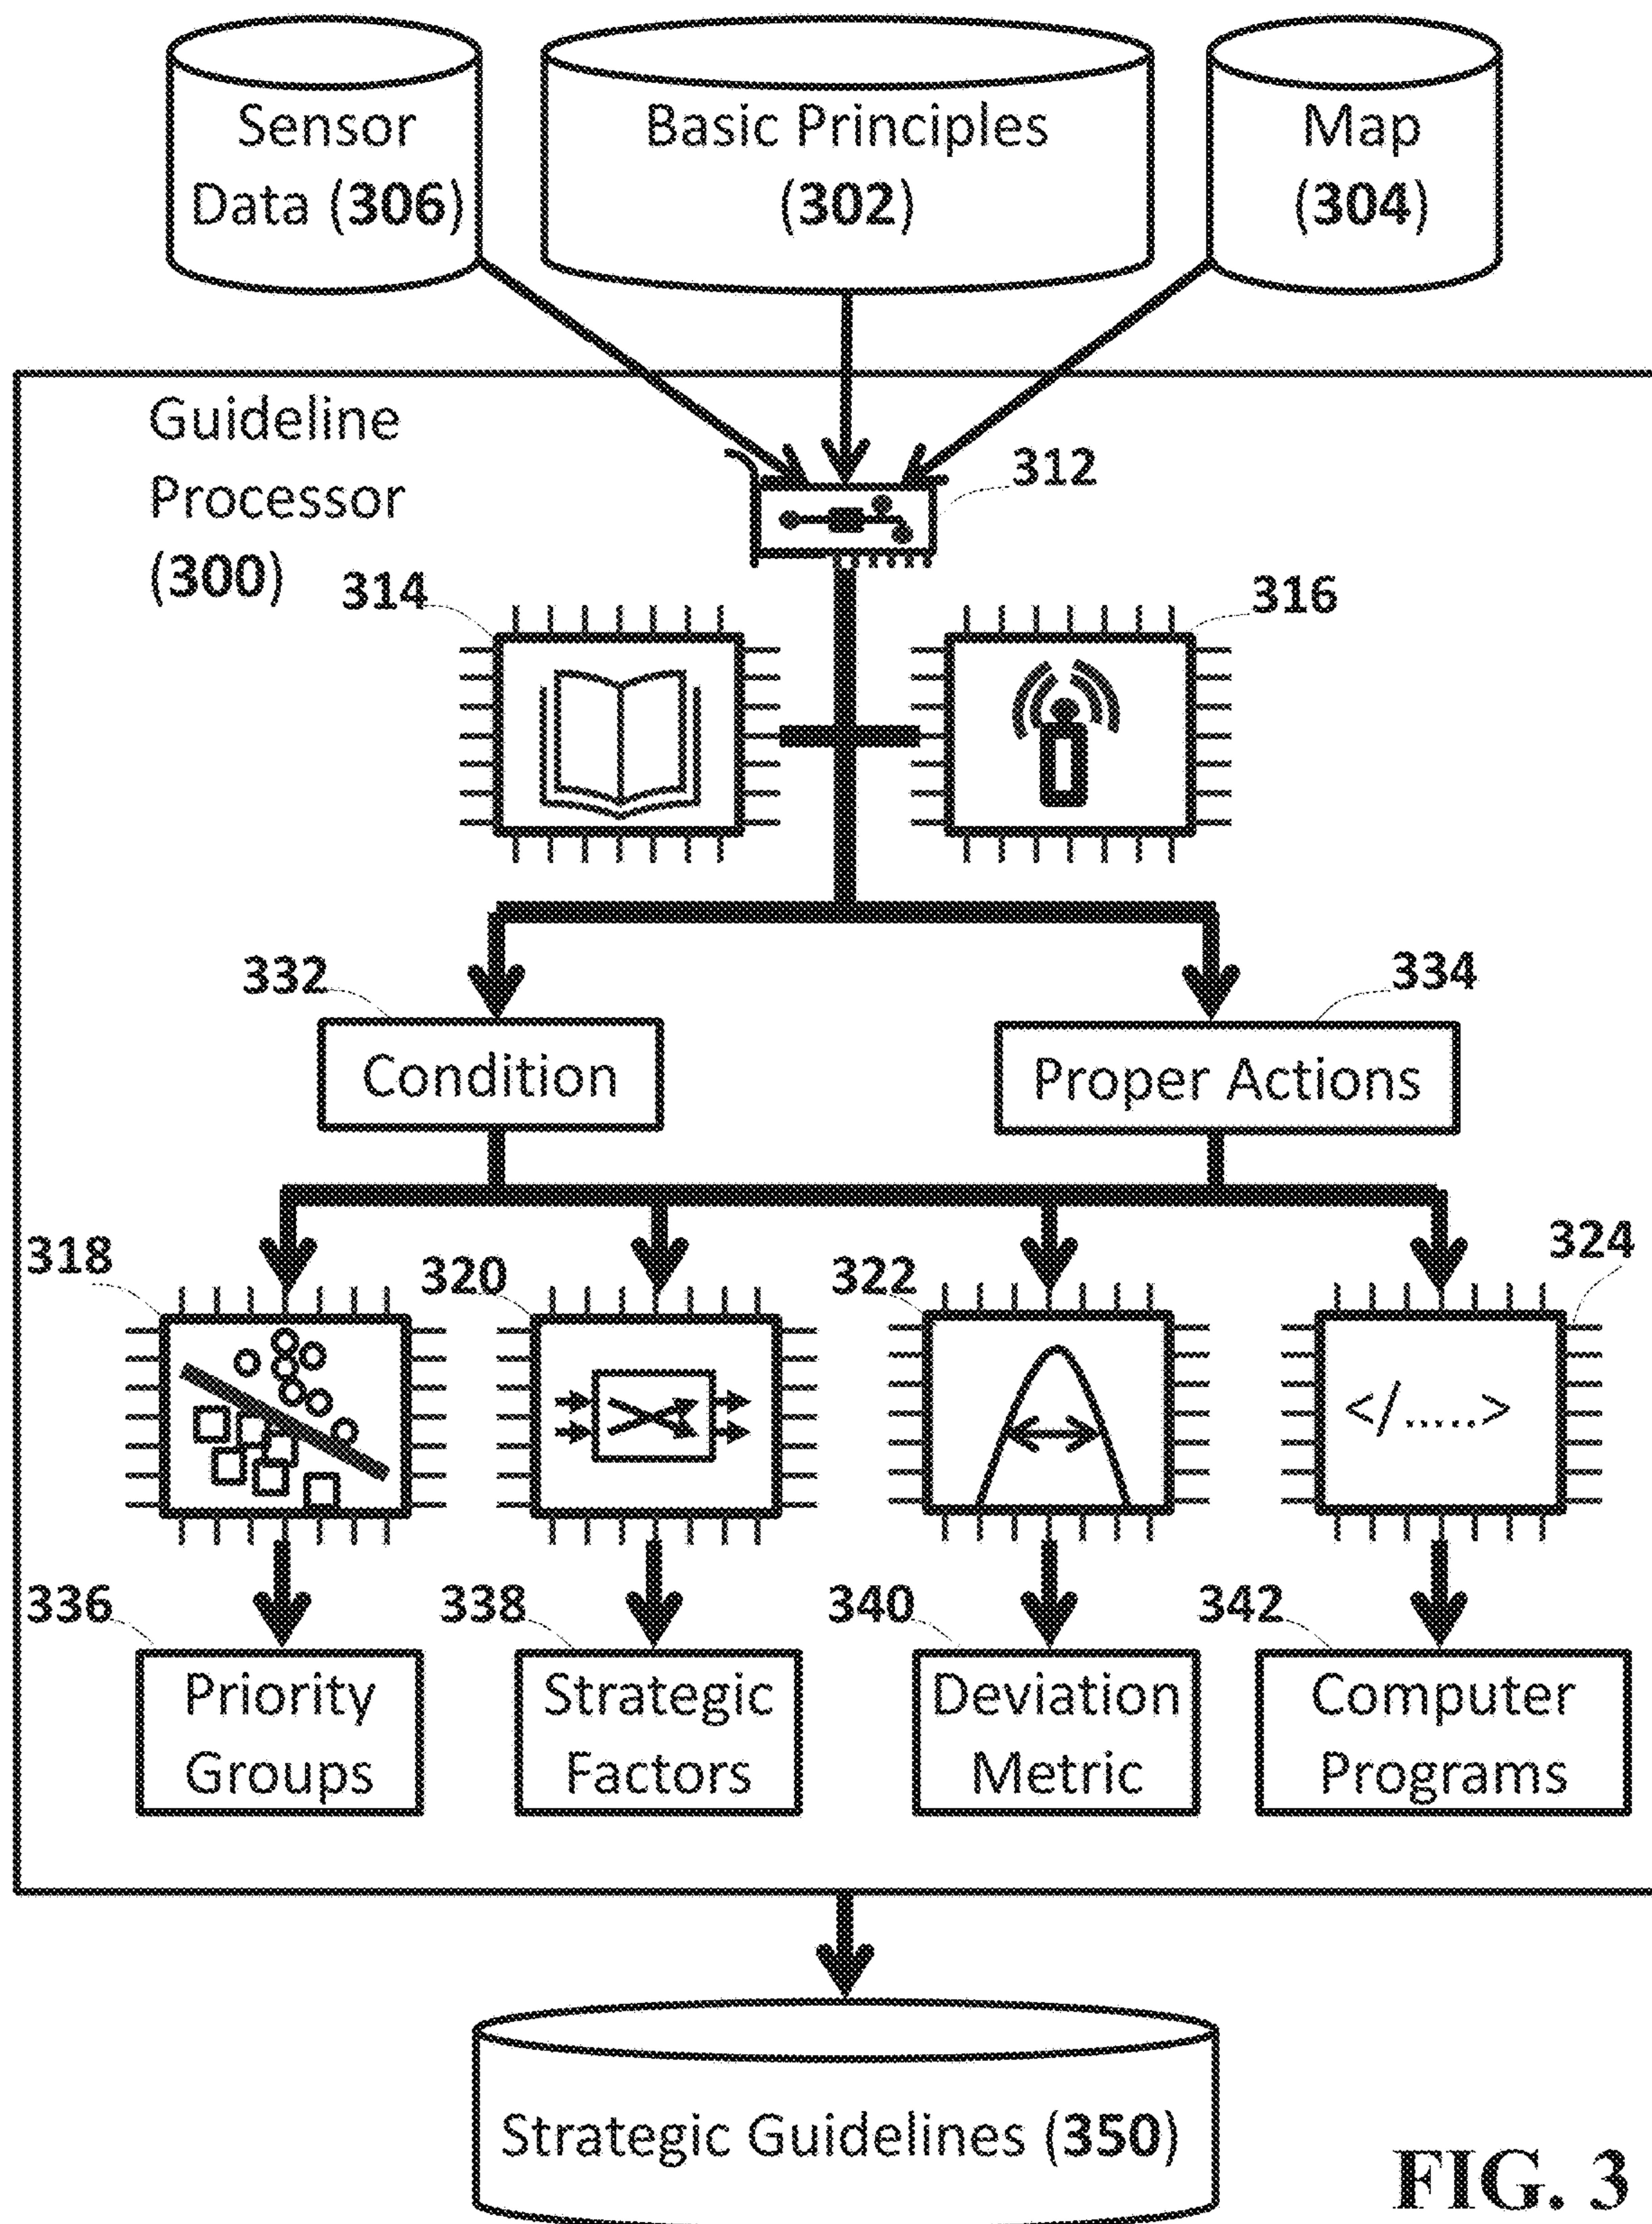 Sensor
Data (306)
Basic Principles
(302)
Map
(304)
Guideline
Processor
(300)
312
314
316
332
334
Condition
Proper Actions
318
320
322
324
</.....>
336
338
340
342
Priority
Groups
Strategic
Factors
Deviation
Metric
Computer
Programs
Strategic Guidelines (350)
FIG. 3